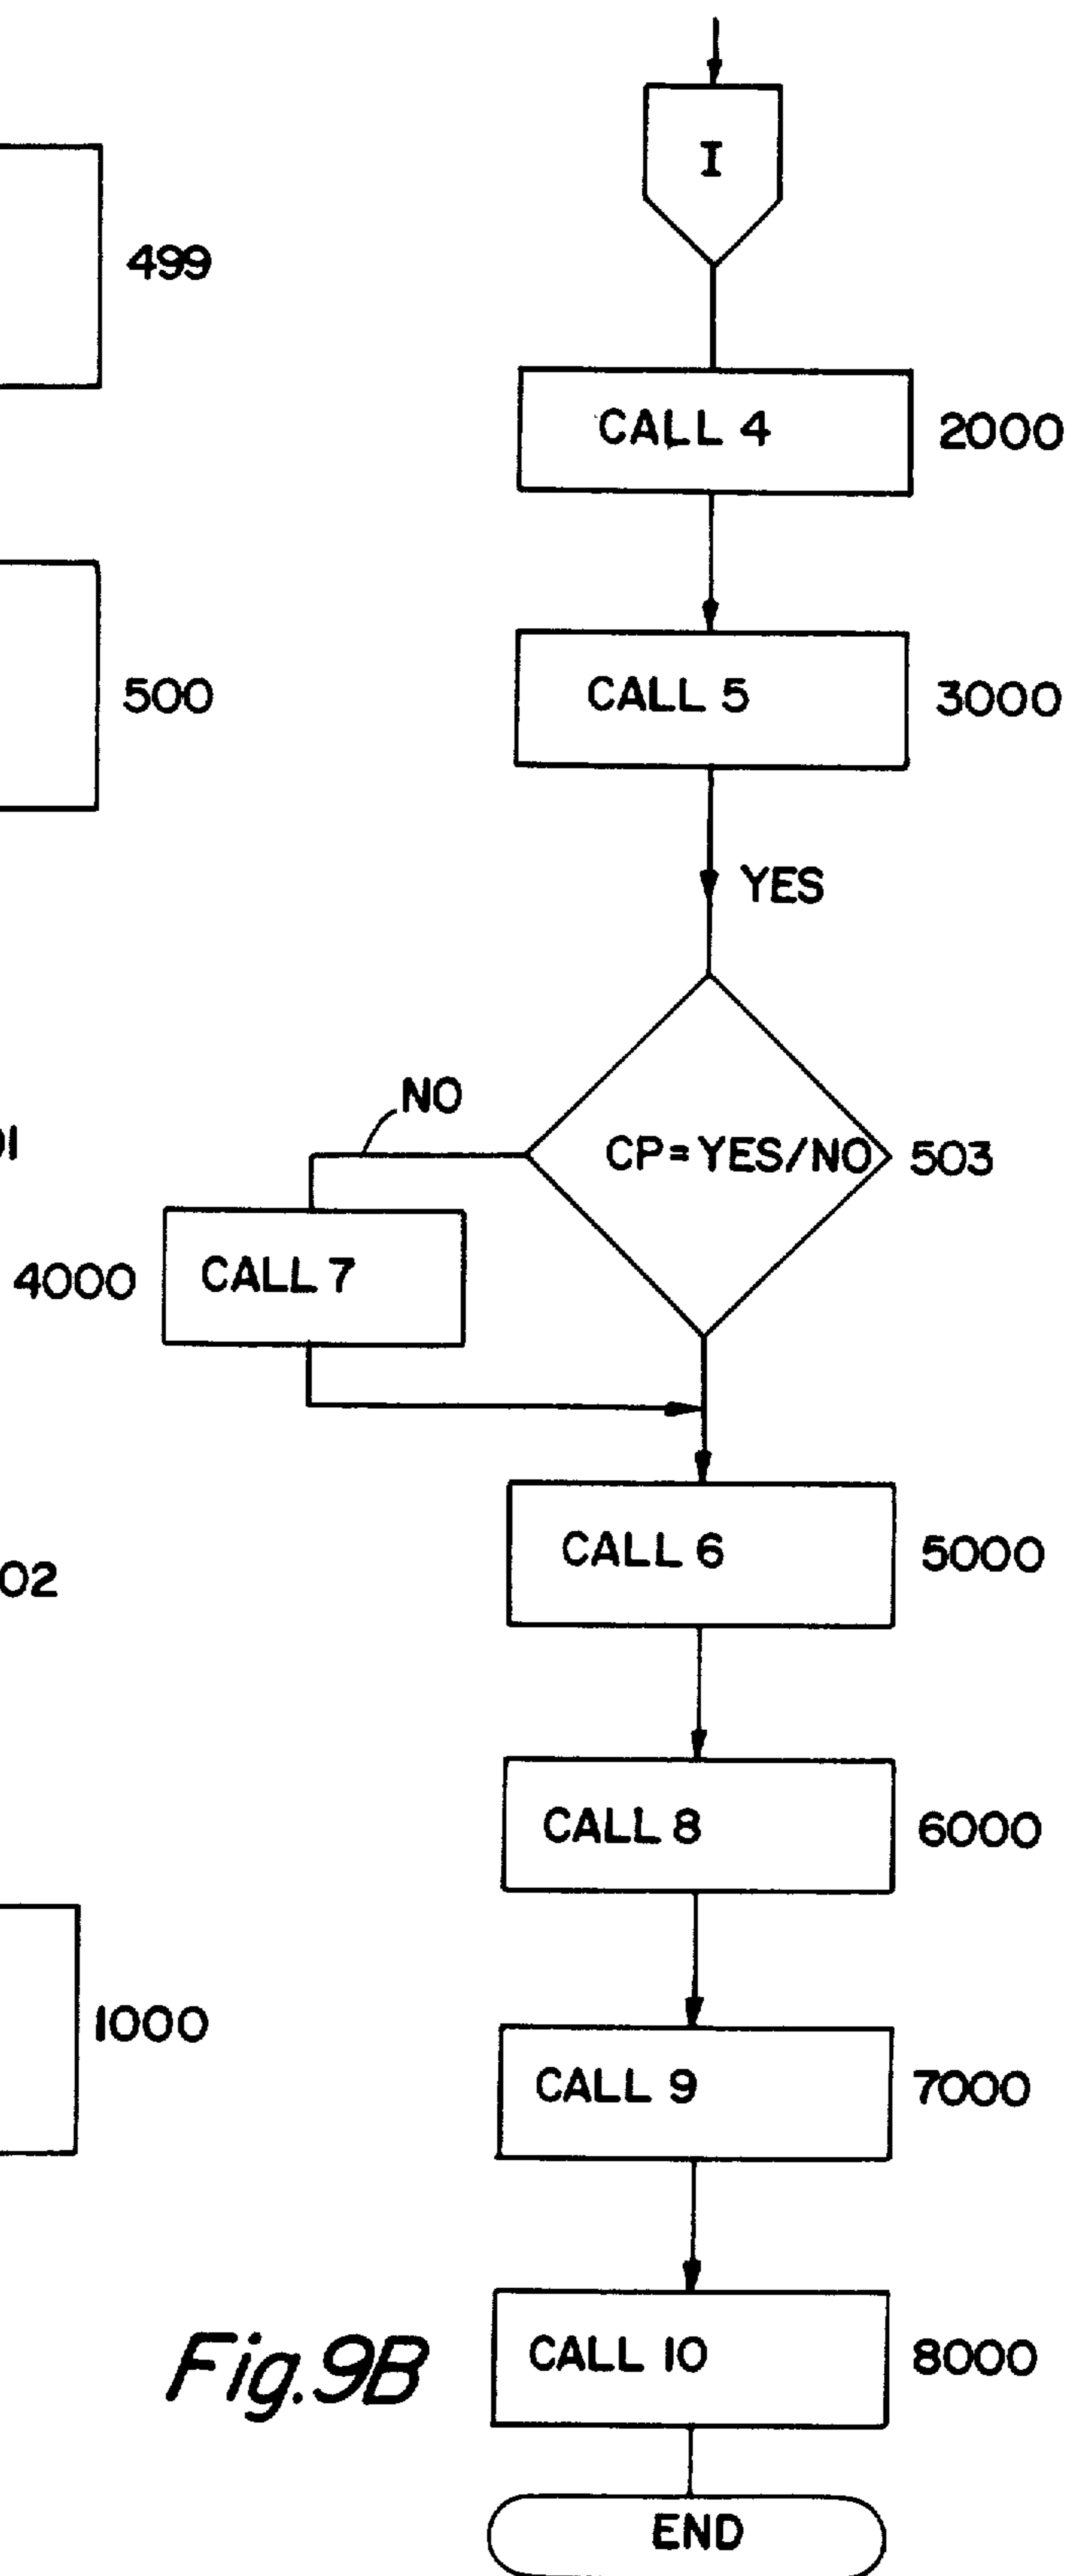 I
499
CALL 4 2000
500
CALL 5 3000
YES
NO
CP=YES/NO 503
4000 CALL 7
CALL 6 5000
02
CALL 8 6000
1000
CALL 9 7000
CALL 10 8000
Fig.9B
END